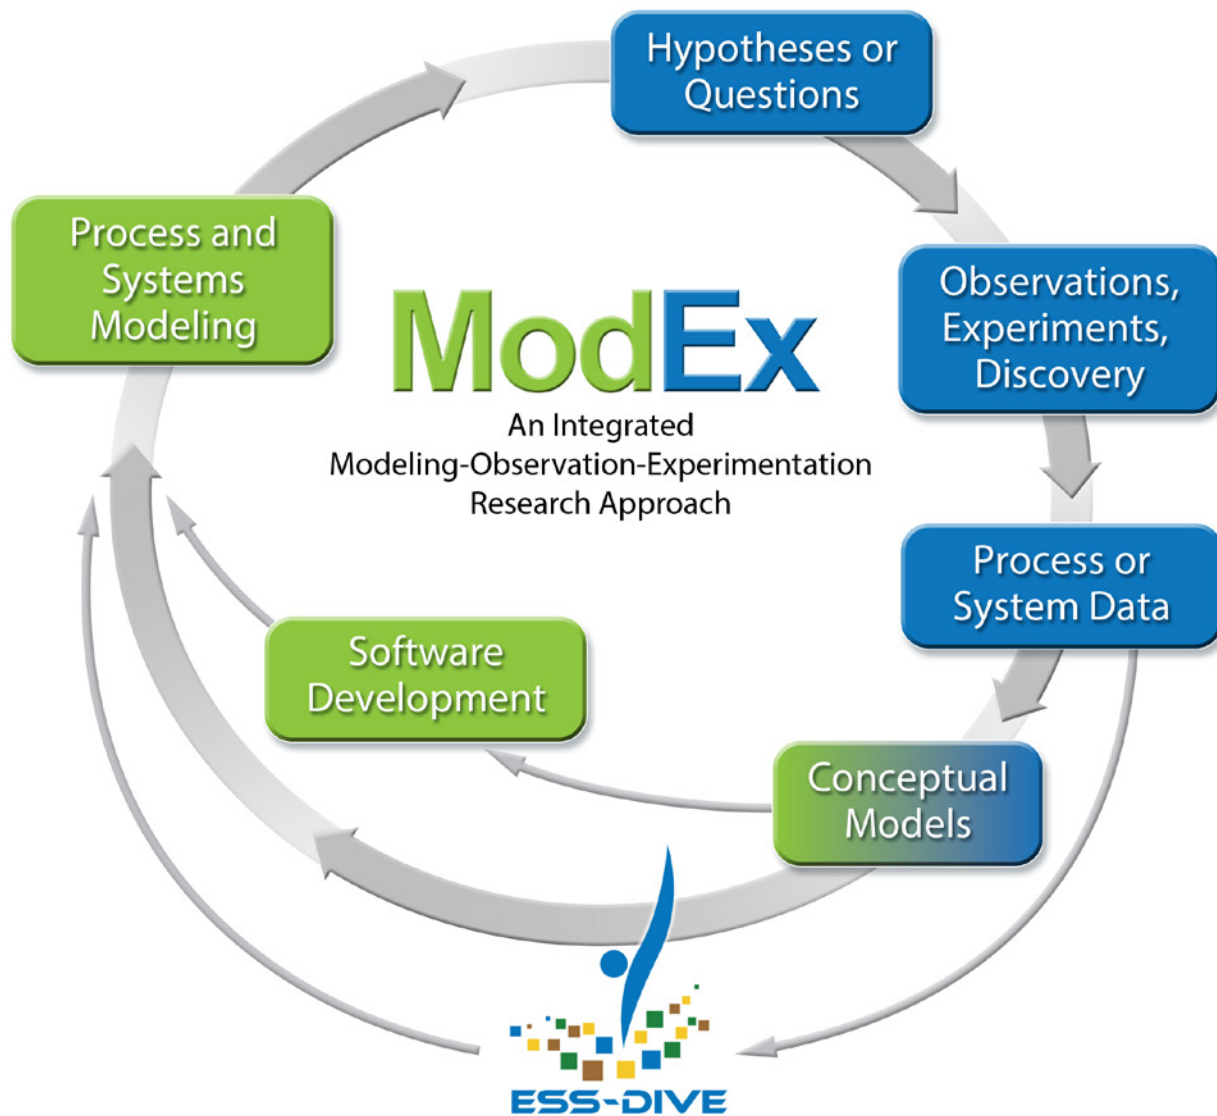 Hypotheses or
Questions
Process and
Systems
Modeling
Observations,
Experiments,
Discovery
ModEx
An Integrated
Modeling-Observation-Experimentation
Research Approach
Process or
System Data
Software
Development
Conceptual
Models
ESS-DIVE